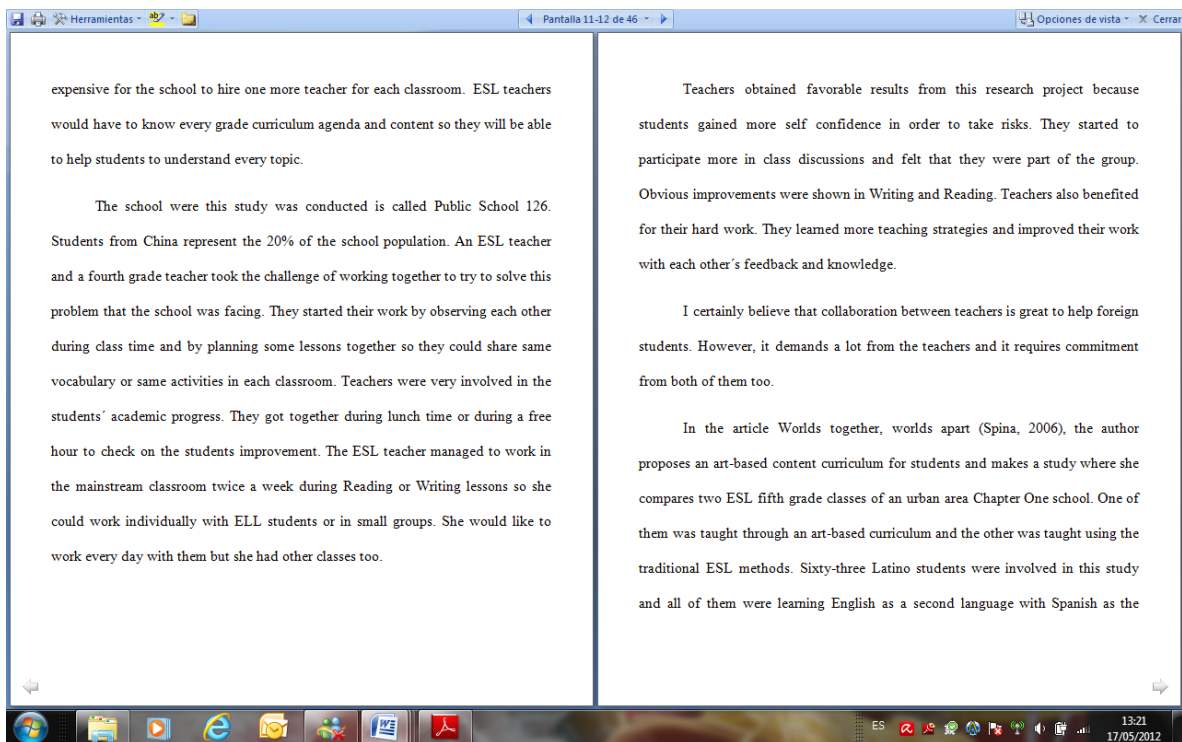 Herramientas
Pantalla 11-12 de 46
Opciones de vista
Cerrar
expensive for the school to hire one more teacher for each classroom. ESL teachers
would have to know every grade curriculum agenda and content so they will be able
to help students to understand every topic.
The school were this study was conducted is called Public School 126.
Students from China represent the 20% of the school population. An ESL teacher
and a fourth grade teacher took the challenge of working together to try to solve this
problem that the school was facing. They started their work by observing each other
during class time and by planning some lessons together so they could share same
vocabulary or same activities in each classroom. Teachers were very involved in the
students´ academic progress. They got together during lunch time or during a free
hour to check on the students improvement. The ESL teacher managed to work in
the mainstream classroom twice a week during Reading or Writing lessons so she
could work individually with ELL students or in small groups. She would like to
work every day with them but she had other classes too.
Teachers obtained favorable results from this research project because
students gained more self confidence in order to take risks. They started to
participate more in class discussions and felt that they were part of the group.
Obvious improvements were shown in Writing and Reading. Teachers also benefited
for their hard work. They learned more teaching strategies and improved their work
with each other´s feedback and knowledge.
I certainly believe that collaboration between teachers is great to help foreign
students. However, it demands a lot from the teachers and it requires commitment
from both of them too.
In the article Worlds together, worlds apart (Spina, 2006), the author
proposes an art-based content curriculum for students and makes a study where she
compares two ESL fifth grade classes of an urban area Chapter One school. One of
them was taught through an art-based curriculum and the other was taught using the
traditional ESL methods. Sixty-three Latino students were involved in this study
and all of them were learning English as a second language with Spanish as the
ES
13:21
17/05/2012